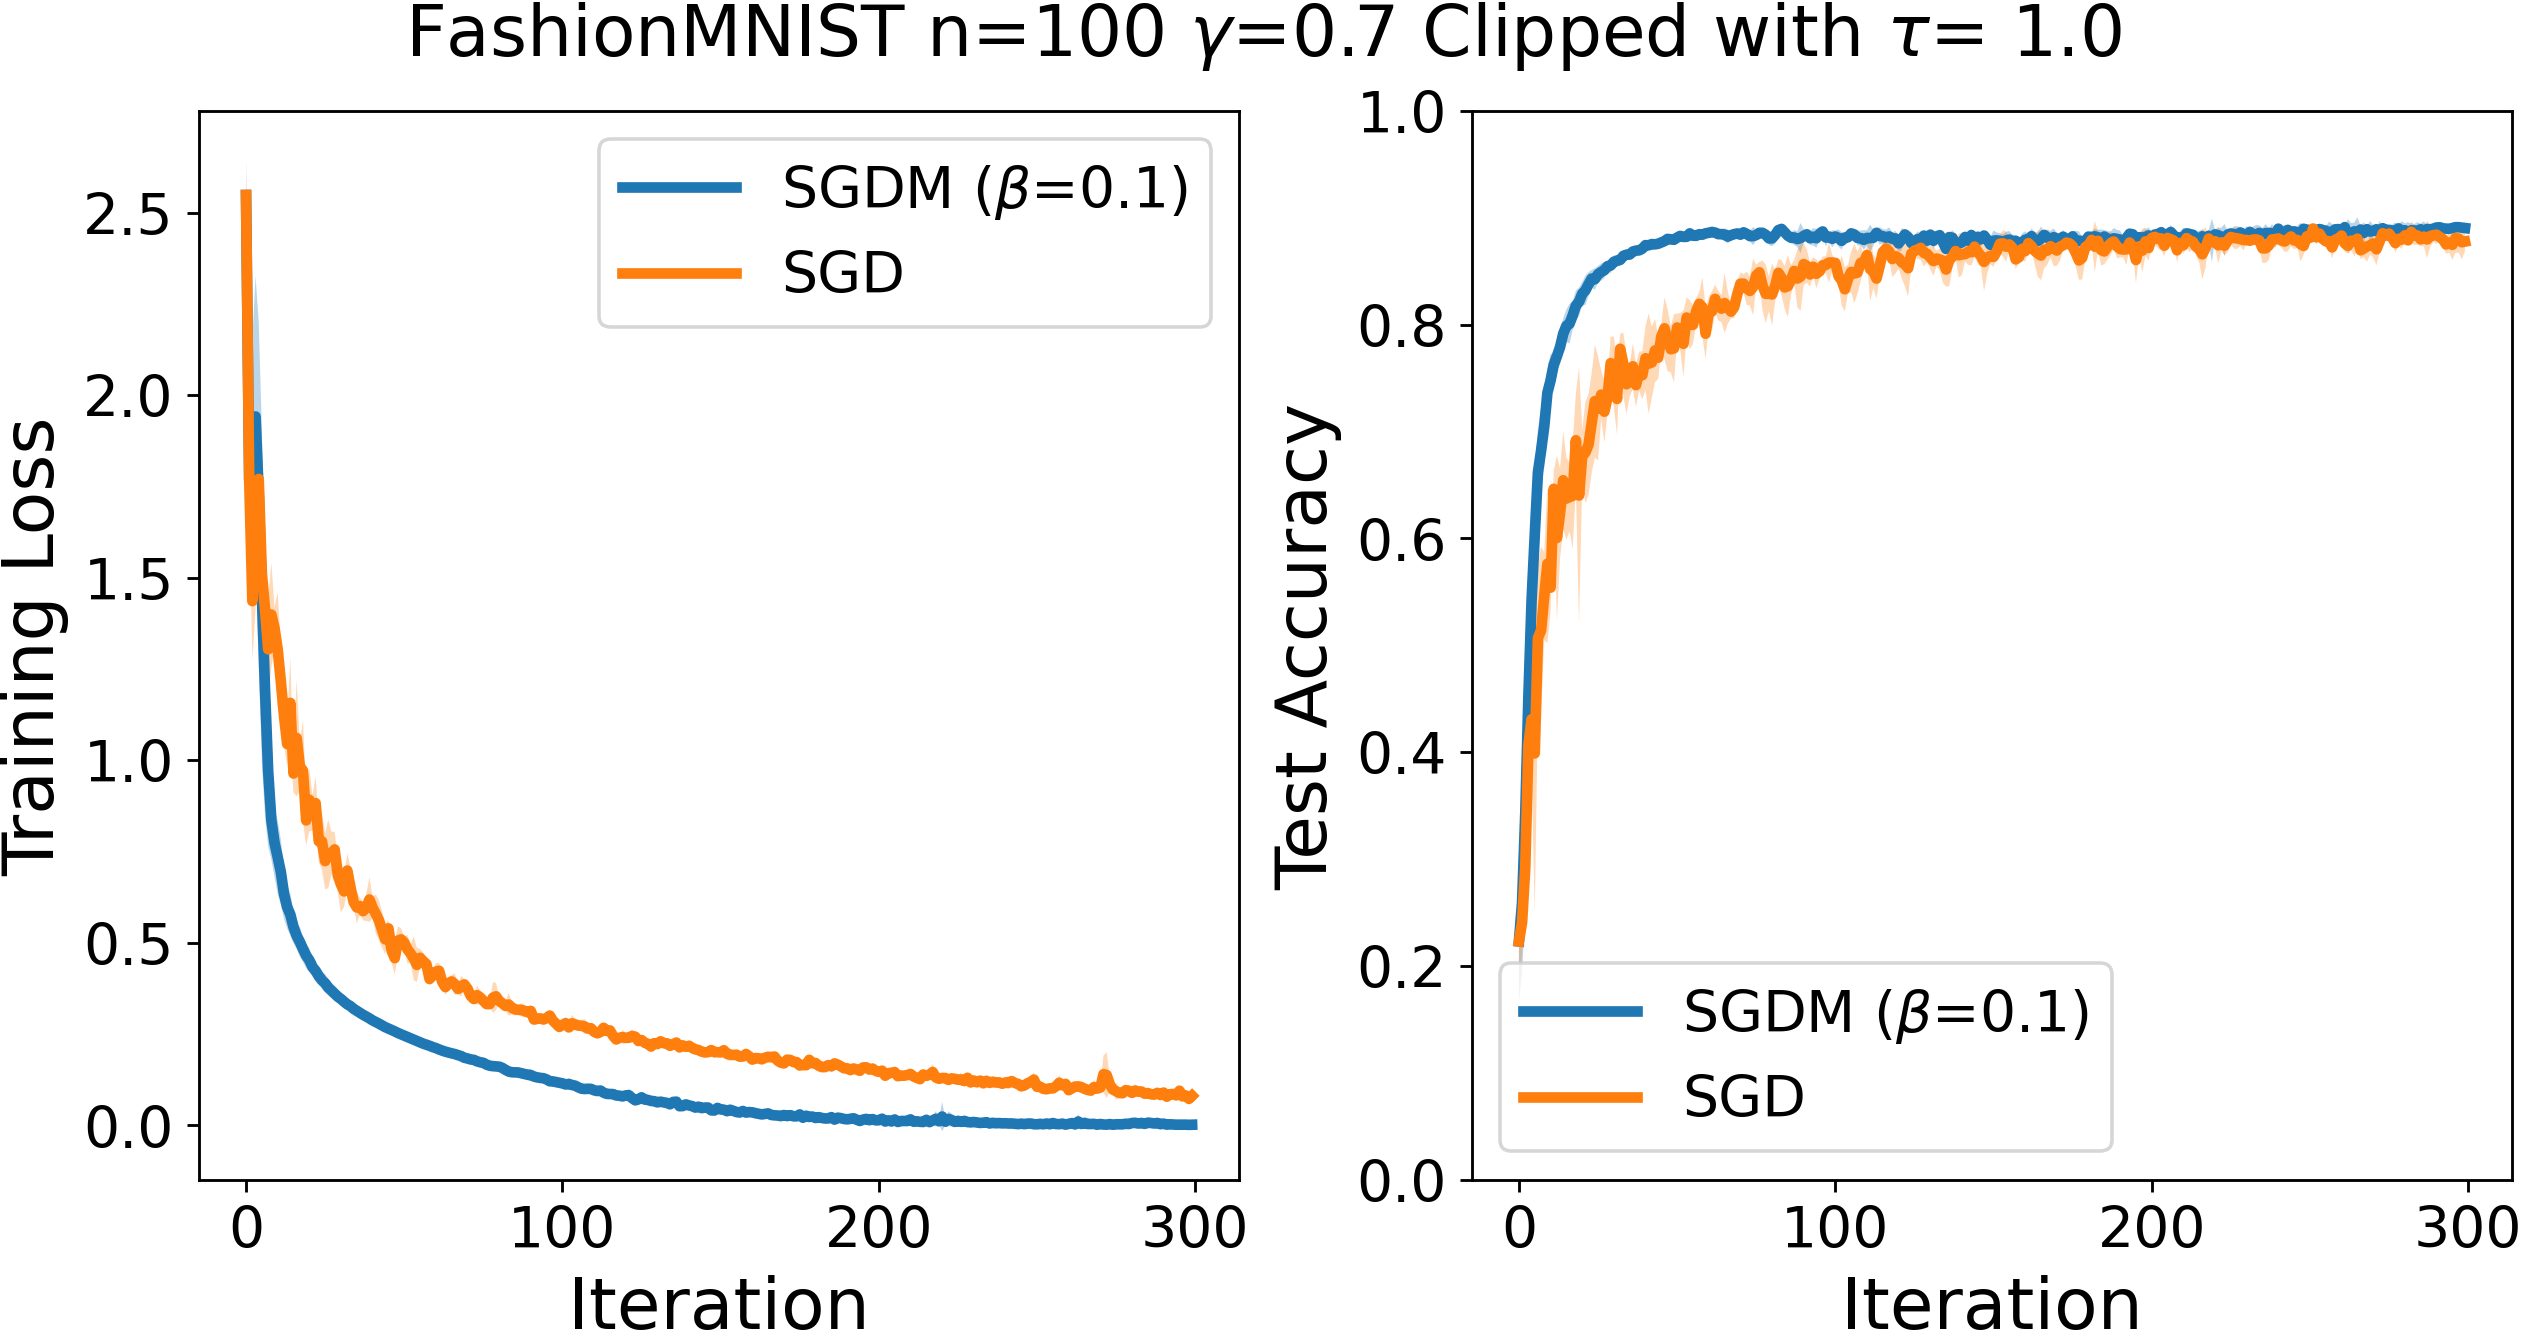 FashionMNIST n=100 γ=0.7 Clipped with τ= 1.0
Training Loss
2.5
2.0
1.5
1.0
0.5
0.0
SGDM (β=0.1)
SGD
0
100
200
300
Iteration
Test Accuracy
1.0
0.8
0.6
0.4
0.2
0.0
SGDM (β=0.1)
SGD
0
100
200
300
Iteration